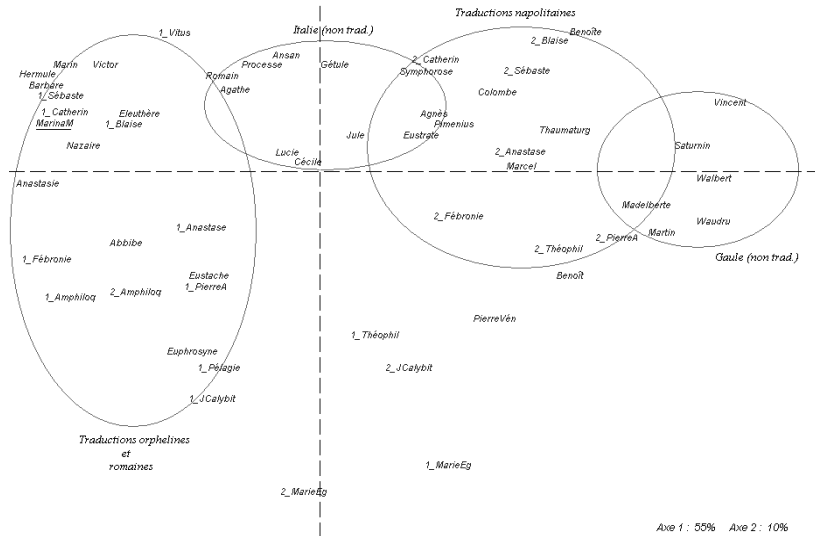 Traductions napolitaines
1_Vitus
Italie (non trad.)
Benoîte
2_Blaise
Ansan
Processe
Gétule
2_Catherin
Symphorose
Marin
Victor
Hermule
Romain
2_Sébaste
Barbare
Agathe
Colombe
1_Sébaste
Vincent
1_Catherin
Eleuthère
Agnès
MarinaM
1_Blaise
Pimenius
Jule
Eustrate
Thaumaturg
Nazaire
Saturnin
Lucie
2_Anastase
Cécile
Marcel
Anastasie
Walbert
Madelberte
2_Fébronie
Waudru
1_Anastase
Martin
Abbibe
2_PierreA
2_Théophil
Gaule (non trad.)
1_Fébronie
Eustache
Benoît
1_PierreA
1_Amphiloq
2_Amphiloq
PierreVén
1_Théophil
Euphrosyne
1_Pélagie
2_JCalybit
1_JCalybit
Traductions orphelines
et
romaines
1_MarieEg
2_MarieEg
Axe 1 : 55% Axe 2 : 10%